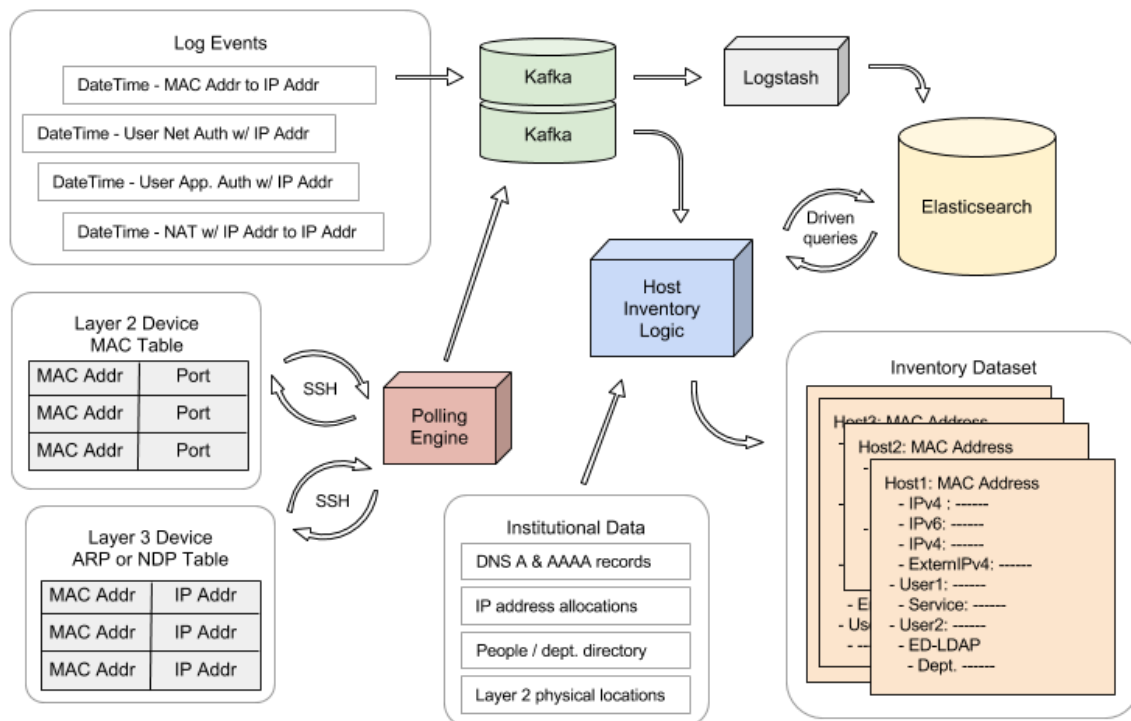 Log Events
DateTime - MAC Addr to IP Addr
DateTime - User Net Auth w/ IP Addr
DateTime - User App. Auth w/ IP Addr
DateTime - NAT w/ IP Addr to IP Addr
Kafka
Kafka
Logstash
Elasticsearch
Driven
queries
Host
Inventory
Logic
Layer 2 Device
MAC Table
MAC Addr Port
MAC Addr Port
MAC Addr Port
SSH
Polling
Engine
SSH
Layer 3 Device
ARP or NDP Table
MAC Addr IP Addr
MAC Addr IP Addr
MAC Addr IP Addr
Institutional Data
DNS A & AAAA records
IP address allocations
People / dept. directory
Layer 2 physical locations
Inventory Dataset
Host3: MAC Address
Host2: MAC Address
Host1: MAC Address
- IPv4 : ------
- IPv6: ------
- IPv4: ------
- ExternIPv4: ------
- User1: ------
- Service: ------
- User2: ------
- ED-LDAP
- Dept. ------